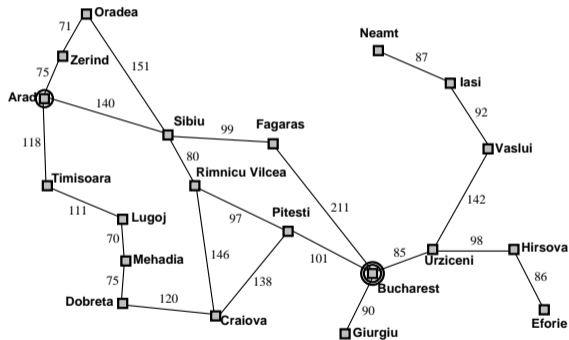 Oradea
71
Neamt
Zerind
87
151
75
Iasi
Arad
140
92
Sibiu
99
Fagaras
118
80
Vaslui
Timisoara
Rimnicu Vilcea
111
97
211
142
Lugoj
Pitesti
70
98
146
101
85
Hirsova
Mehadia
138
Urziceni
75
86
120
Bucharest
Dobreta
90
Craiova
Eforie
Giurgiu